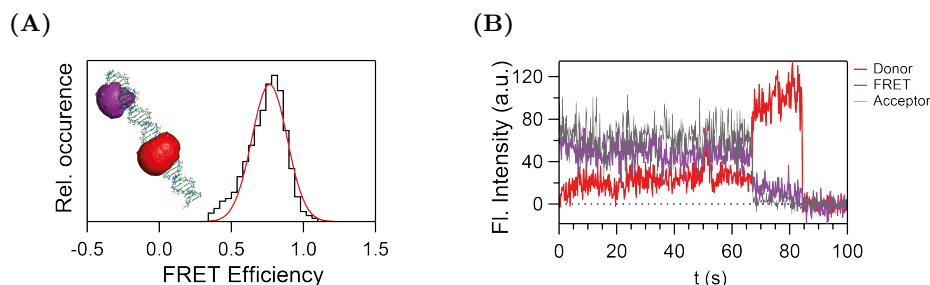 (A)
Rel. occurence
-0.5 0.0 0.5 1.0 1.5
FRET Efficiency
(B)
Fl. Intensity (a.u.)
120
80
40
0
0 20 40 60 80 100
t (s)
Donor
FRET
Acceptor